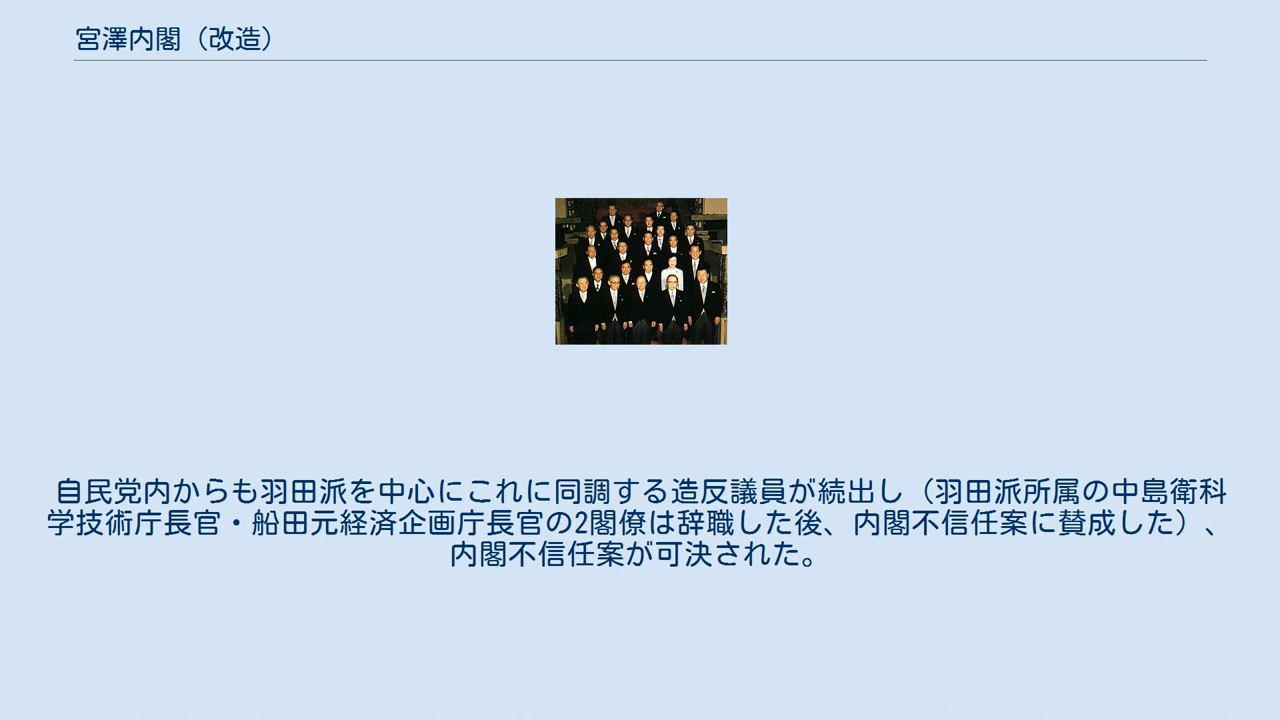 宮澤内閣（改造）
自民党内からも羽田派を中心にこれに同調する造反議員が続出し（羽田派所属の中島衛科
学技術庁長官・船田元経済企画庁長官の2閣僚は辞職した後、内閣不信任案に賛成した）、
内閣不信任案が可決された。